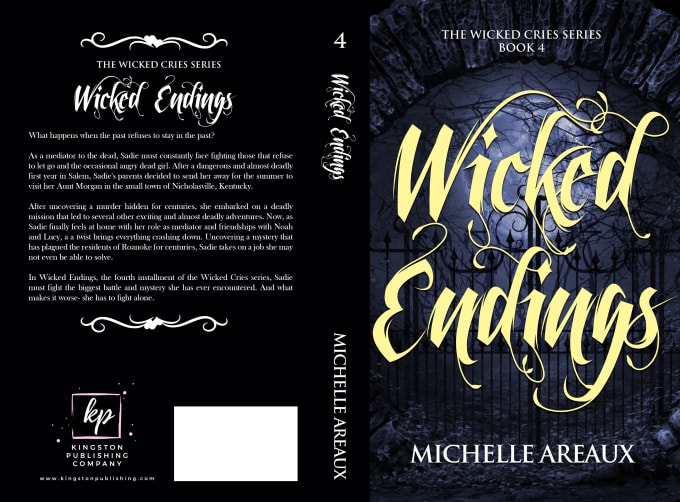 THE WICKED CRIES SERIES
Wicked Endings
What happens when the past refuses to stay in the past?
As a mediator to the dead, Sadie must constantly face fighting those that refuse
to let go and the occasional angry dead girl. After a dangerous and almost deadly
first year in Salem, Sadie's parents decided to send her away for the summer to
visit her Aunt Morgan in the small town of Nicholasville, Kentucky.
After uncovering a murder hidden for centuries, she embarked on a deadly
mission that led to several other exciting and almost deadly adventures. Now, as
Sadie finally feels at home with her role as mediator and friendships with Noah
and Lucy, a a twist brings everything crashing down. Uncovering a mystery that
has plagued the residents of Roanoke for centuries, Sadie takes on a job she may
not even be able to solve.
In Wicked Endings, the fourth installment of the Wicked Cries series, Sadie
must fight the biggest battle and mystery she has ever encountered. And what
makes it worse- she has to fight alone.
kp
KINGSTON
PUBLISHING
COMPANY
www.kingstonpublishing.com
4
Wicked Endings
MICHELLE AREAUX
THE WICKED CRIES SERIES
BOOK 4
Wicked
Endings
MICHELLE AREAUX